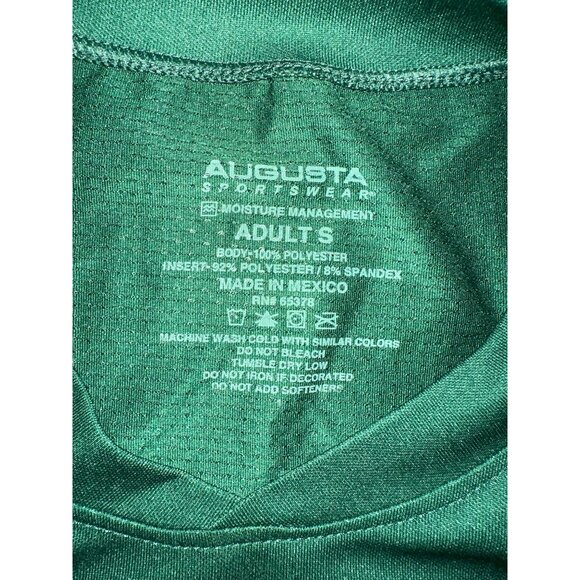 AUGUSTA
SPORTSWEAR
MOISTURE MANAGEMENT
ADULT S
BODY-100% POLYESTER
INSERT-92% POLYESTER / 8% SPANDEX
MADE IN MEXICO
RN# 65378
MACHINE WASH COLD WITH SIMILAR COLORS
DO NOT BLEACH
TUMBLE DRY LOW
DO NOT IRON IF DECORATED
DO NOT ADD SOFTENERS